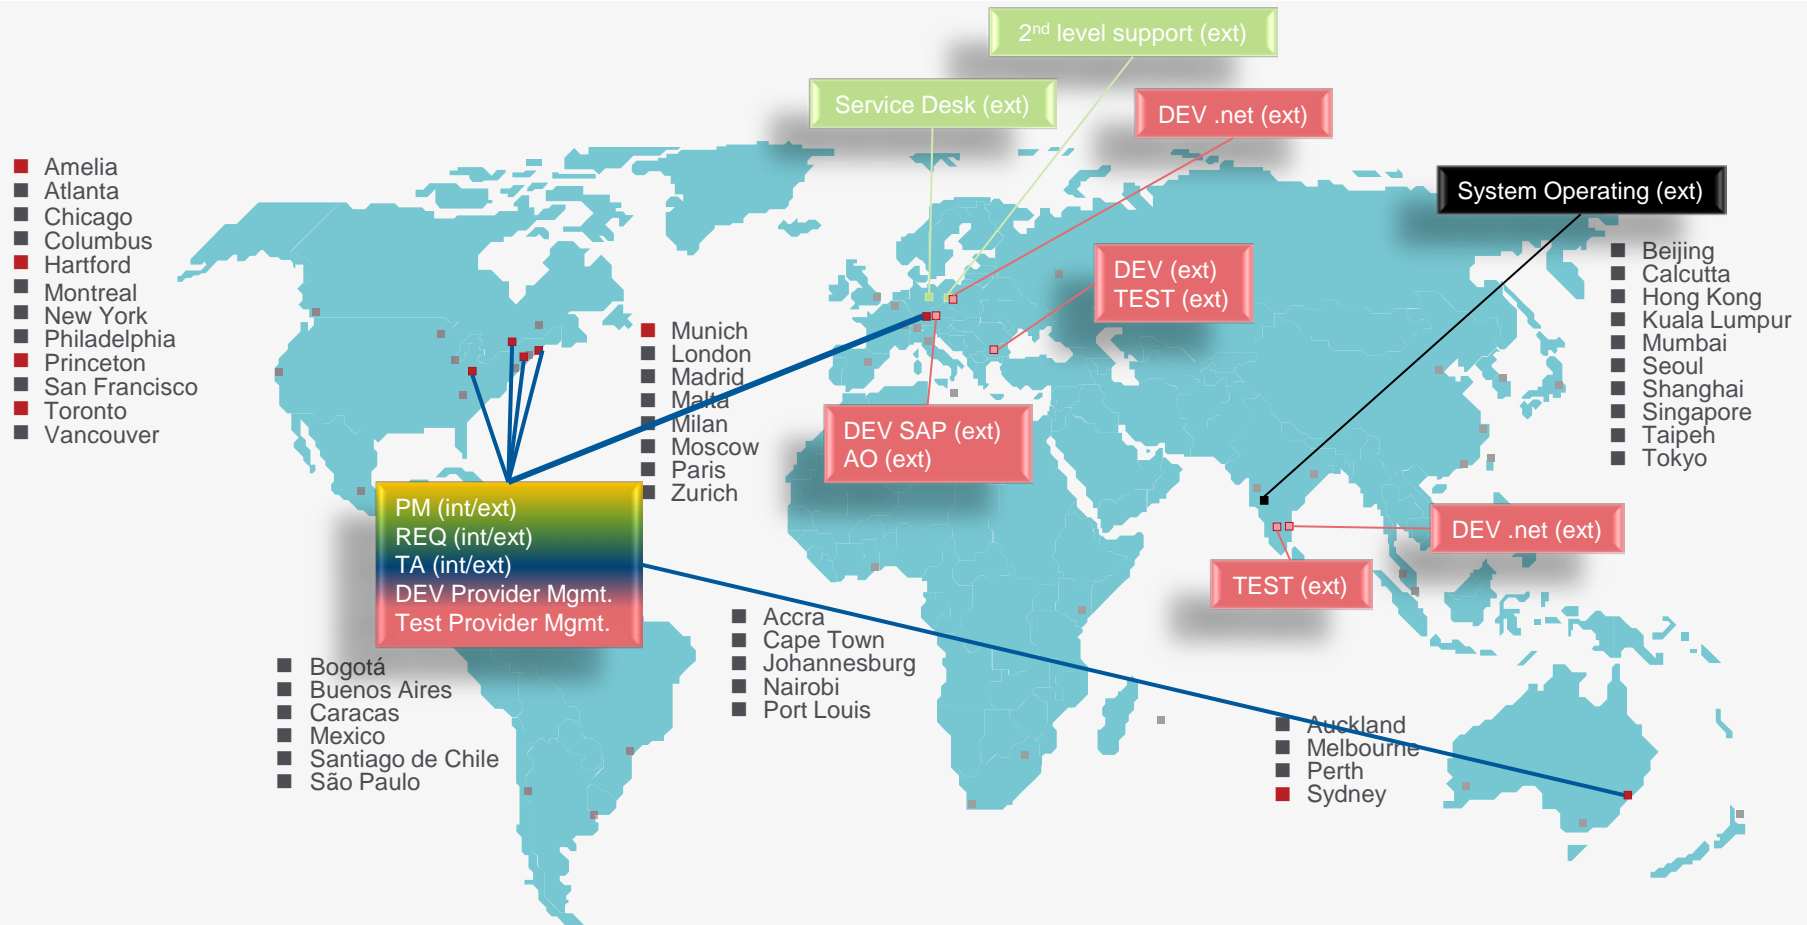 2nd level support (ext)
Service Desk (ext)
DEV .net (ext)
System Operating (ext)
Amelia
Atlanta
Chicago
Columbus
Hartford
Montreal
New York
Philadelphia
Princeton
San Francisco
Toronto
Vancouver
DEV (ext)
TEST (ext)
Beijing
Calcutta
Hong Kong
Kuala Lumpur
Mumbai
Seoul
Shanghai
Singapore
Taipeh
Tokyo
Munich
London
Madrid
Malta
Milan
Moscow
Paris
Zurich
DEV SAP (ext)
AO (ext)
PM (int/ext)
REQ (int/ext)
TA (int/ext)
DEV Provider Mgmt.
Test Provider Mgmt.
DEV .net (ext)
TEST (ext)
Accra
Cape Town
Johannesburg
Nairobi
Port Louis
Bogotá
Buenos Aires
Caracas
Mexico
Santiago de Chile
São Paulo
Auckland
Melbourne
Perth
Sydney